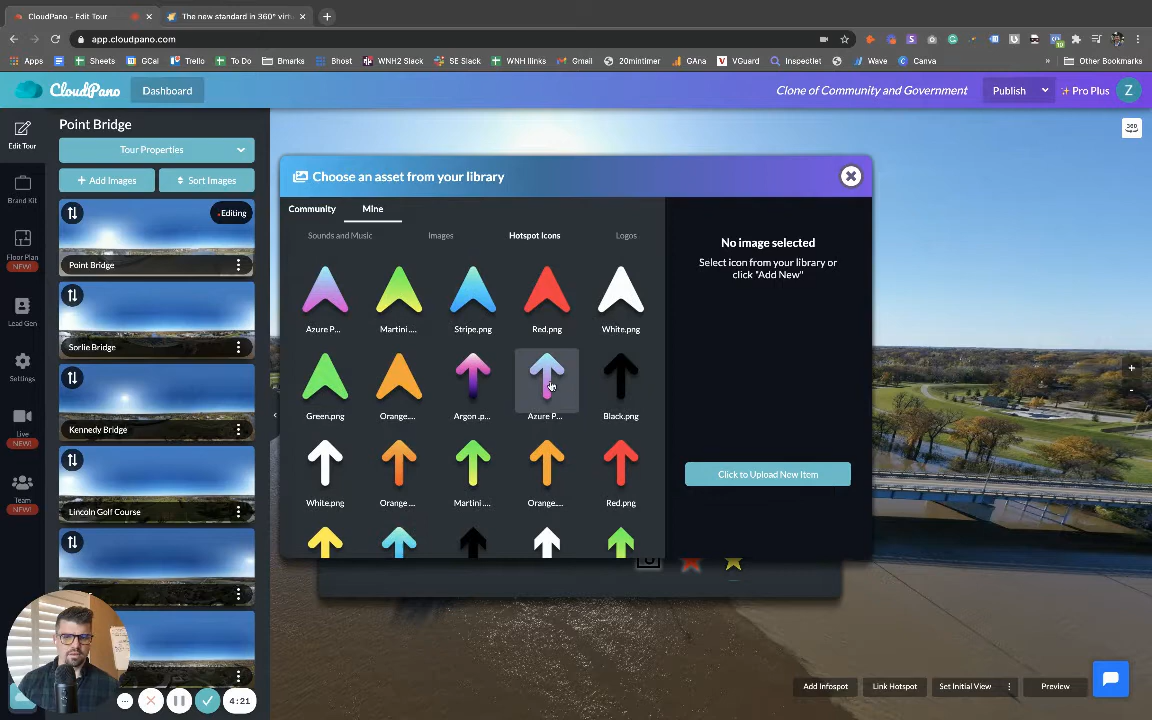 CloudPano - Edit Tour
The new standard in 360° virtu
app.cloudpano.com
Apps
Sheets
GCal
Trello
To Do
Bmarks
Bhost
WNH2 Slack
SE Slack
WNH llinks
Gmail
20mintimer
GAna
VGuard
Inspectlet
Wave
Canva
Other Bookmarks
CloudPano
Dashboard
Clone of Community and Government
Publish
Pro Plus
Z
Edit Tour
Brand Kit
Floor Plan
NEW!
Lead Gen
Settings
Live
NEW!
Team
NEW!
Point Bridge
Tour Properties
+ Add Images
Sort Images
Editing
Point Bridge
Sorlie Bridge
Kennedy Bridge
Lincoln Golf Course
360
Choose an asset from your library
Community
Mine
Sounds and Music
Images
Hotspot Icons
Logos
Azure P...
Martini ....
Stripe.png
Red.png
White.png
Green.png
Orange....
Argon .p...
Azure P...
Black.png
White.png
Orange ...
Martini ....
Orange....
Red.png
No image selected
Select icon from your library or
click "Add New"
Click to Upload New Item
+
-
Add Infospot
Link Hotspot
Set Initial View
Preview
4:21